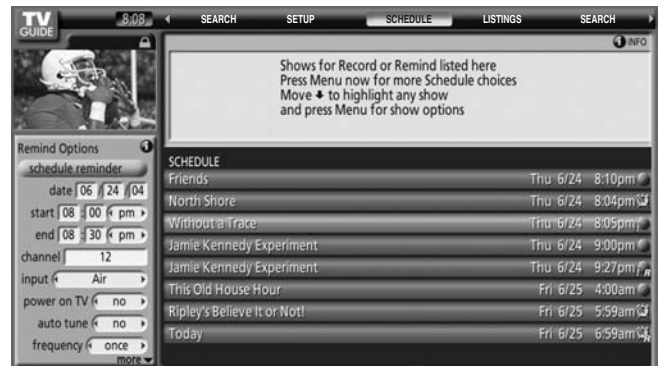 TV
GUIDE
8:08
SEARCH SETUP SCHEDULE LISTINGS SEARCH
INFO
Shows for Record or Remind listed here
Press Menu now for more Schedule choices
Move to highlight any show
and press Menu for show options
Remind Options
schedule reminder
date 06 / 24 / 04
start 08 : 00 pm
end 08 : 30 pm
channel 12
input Air
power on TV no
auto tune no
frequency once
more
SCHEDULE
Friends Thu 6/24 8:10pm
North Shore Thu 6/24 8:04pm
Without a Trace Thu 6/24 8:05pm
Jamie Kennedy Experiment Thu 6/24 9:00pm
Jamie Kennedy Experiment Thu 6/24 9:27pm R
This Old House Hour Fri 6/25 4:00am
Ripley's Believe It or Not! Fri 6/25 5:59am
Today Fri 6/25 6:59am R